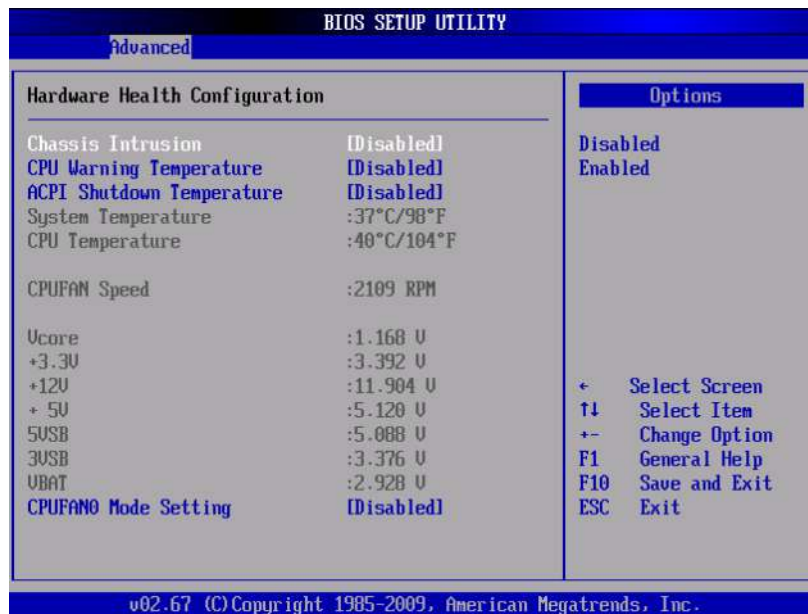 BIOS SETUP UTILITY
Advanced
Hardware Health Configuration
Chassis Intrusion [Disabled]
CPU Warning Temperature [Disabled]
ACPI Shutdown Temperature [Disabled]
System Temperature :37°C/98°F
CPU Temperature :40°C/104°F
CPUFAN Speed :2109 RPM
Vcore :1.168 V
+3.3V :3.392 V
+12V :11.904 V
+ 5V :5.120 V
5VSB :5.088 V
3VSB :3.376 V
VBAT :2.928 V
CPUFAN0 Mode Setting [Disabled]
Options
Disabled
Enabled
← Select Screen
↑↓ Select Item
+- Change Option
F1 General Help
F10 Save and Exit
ESC Exit
v02.67 (C)Copyright 1985-2009, American Megatrends, Inc.